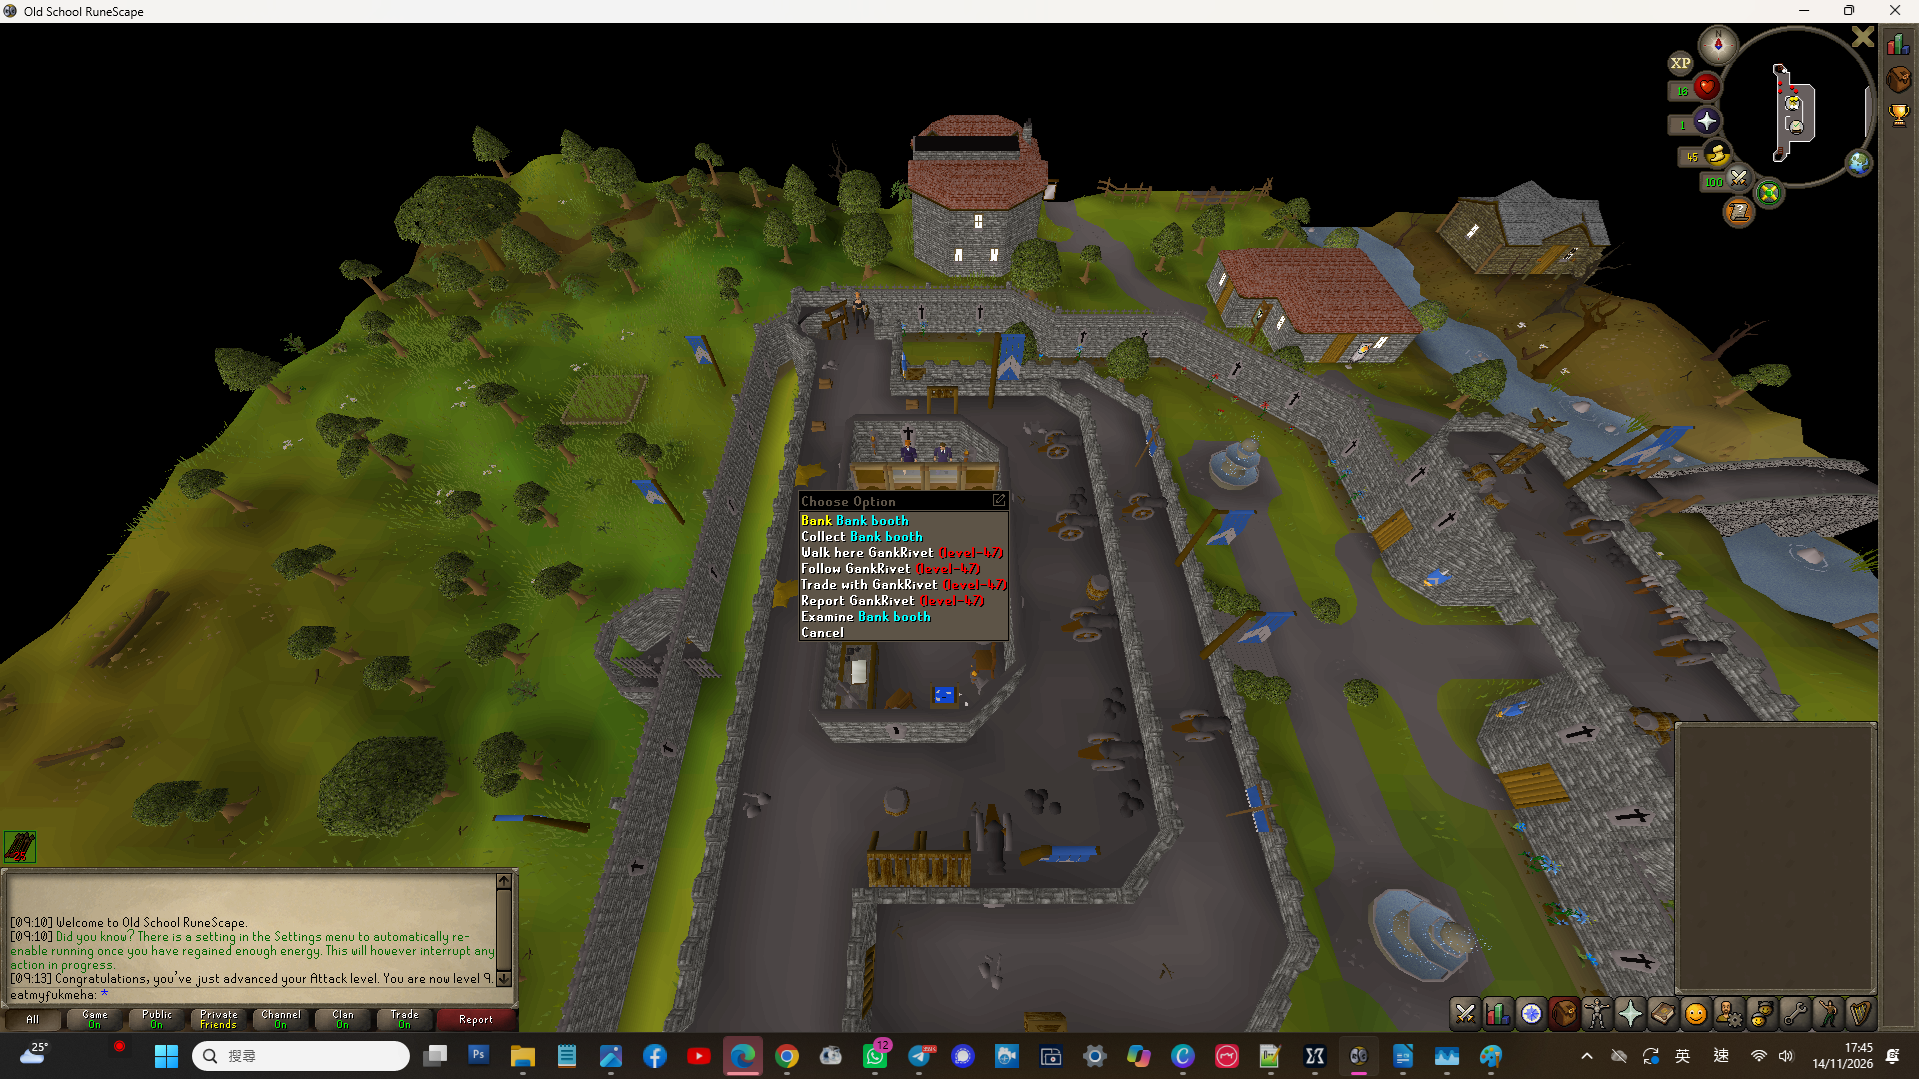 Old School RuneScape
N
XP
16
1
45
100
Choose Option
Bank Bank booth
Collect Bank booth
Walk here GankRivet (level-47)
Follow GankRivet (level-47)
Trade with GankRivet (level-47)
Report GankRivet (level-47)
Examine Bank booth
Cancel
[09:10] Welcome to Old School RuneScape.
[09:10] Did you know? There is a setting in the Settings menu to automatically re-
enable running once you have regained enough energy. This will however interrupt any
action in progress.
[09:13] Congratulations, you've just advanced your Attack level. You are now level 9.
eatmyfukmeha: *
All
Game
On
Public
On
Private
Friends
Channel
On
Clan
On
Trade
On
Report
25°
搜尋
Ps
12
英
速
17:45
14/11/2026